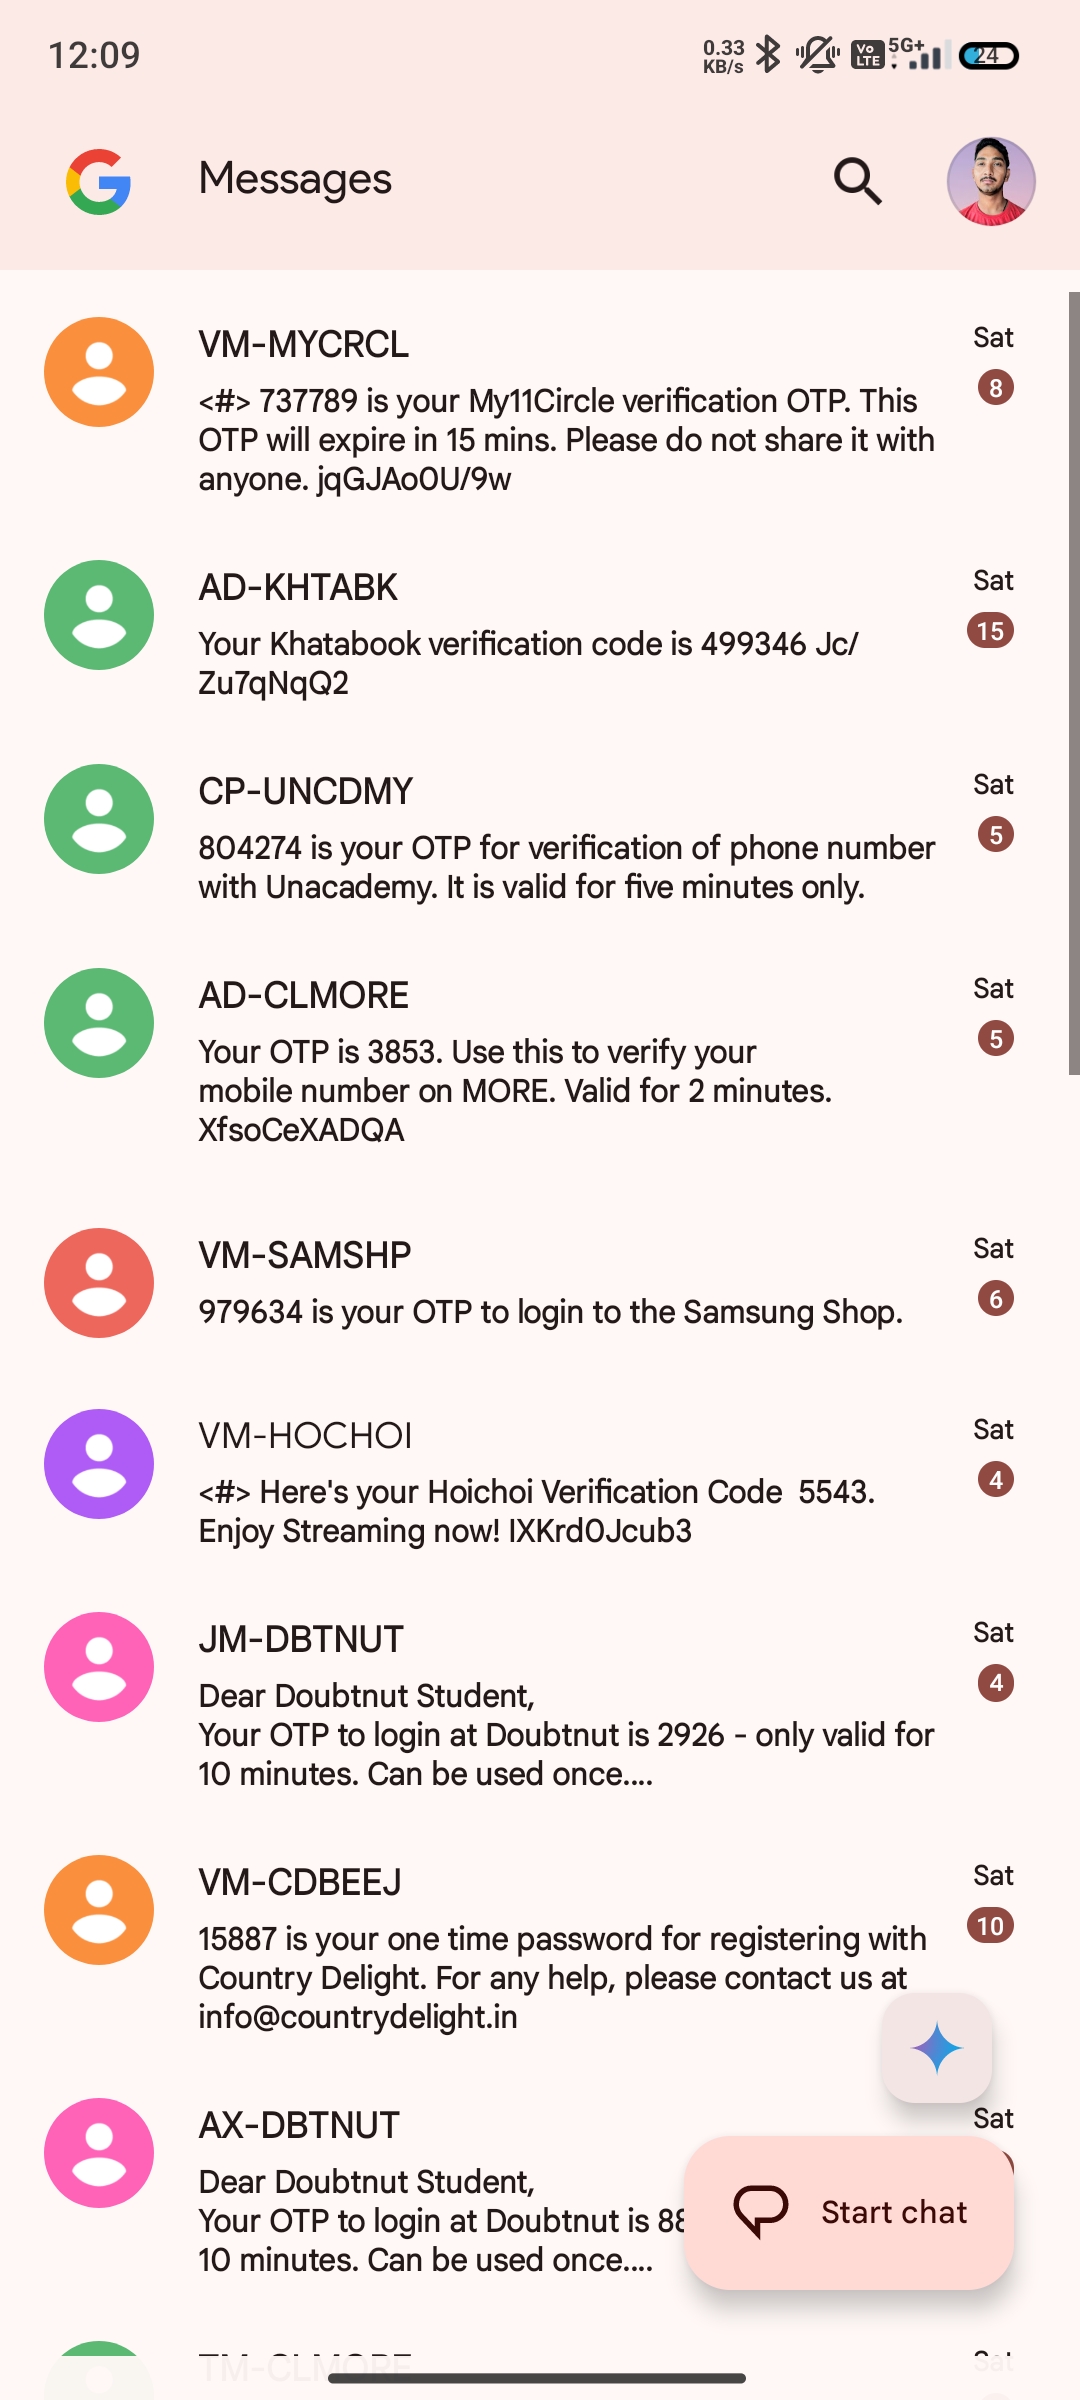 12:09
0.33
KB/s
Vo
LTE
5G+
24
Messages
VM-MYCRCL
Sat
<#> 737789 is your My11Circle verification OTP. This
8
OTP will expire in 15 mins. Please do not share it with
anyone. jqGJAo0U/9w
AD-KHTABK
Sat
Your Khatabook verification code is 499346 Jc/
15
Zu7qNqQ2
CP-UNCDMY
Sat
804274 is your OTP for verification of phone number
5
with Unacademy. It is valid for five minutes only.
AD-CLMORE
Sat
Your OTP is 3853. Use this to verify your
5
mobile number on MORE. Valid for 2 minutes.
XfsoCeXADQA
VM-SAMSHP
Sat
979634 is your OTP to login to the Samsung Shop.
6
VM-HOCHOI
Sat
<#> Here's your Hoichoi Verification Code  5543.
4
Enjoy Streaming now! IXKrd0Jcub3
JM-DBTNUT
Sat
Dear Doubtnut Student,
4
Your OTP to login at Doubtnut is 2926 - only valid for
10 minutes. Can be used once....
VM-CDBEEJ
Sat
15887 is your one time password for registering with
10
Country Delight. For any help, please contact us at
info@countrydelight.in
AX-DBTNUT
Sat
Dear Doubtnut Student,
Your OTP to login at Doubtnut is 88
10 minutes. Can be used once....
Start chat
TM-CLMORE
Sat